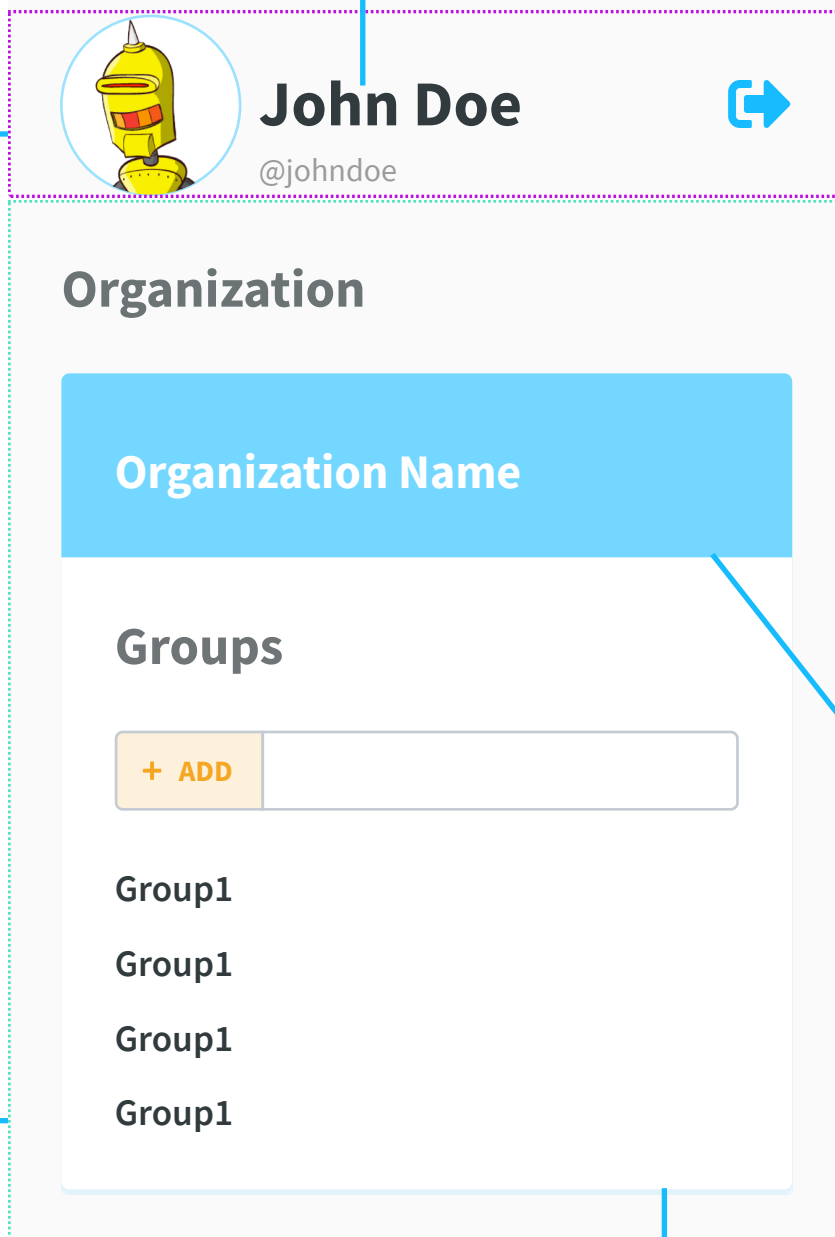 John Doe
@johndoe
Organization
Organization Name
Groups
+ ADD
Group1
Group1
Group1
Group1